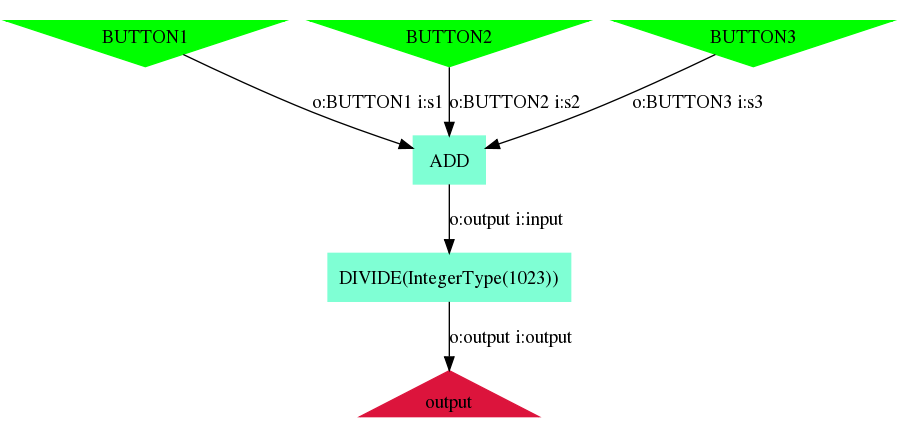 BUTTON1
BUTTON2
BUTTON3
o:BUTTON1 i:s1
o:BUTTON2 i:s2
o:BUTTON3 i:s3
ADD
o:output i:input
DIVIDE(IntegerType(1023))
o:output i:output
output